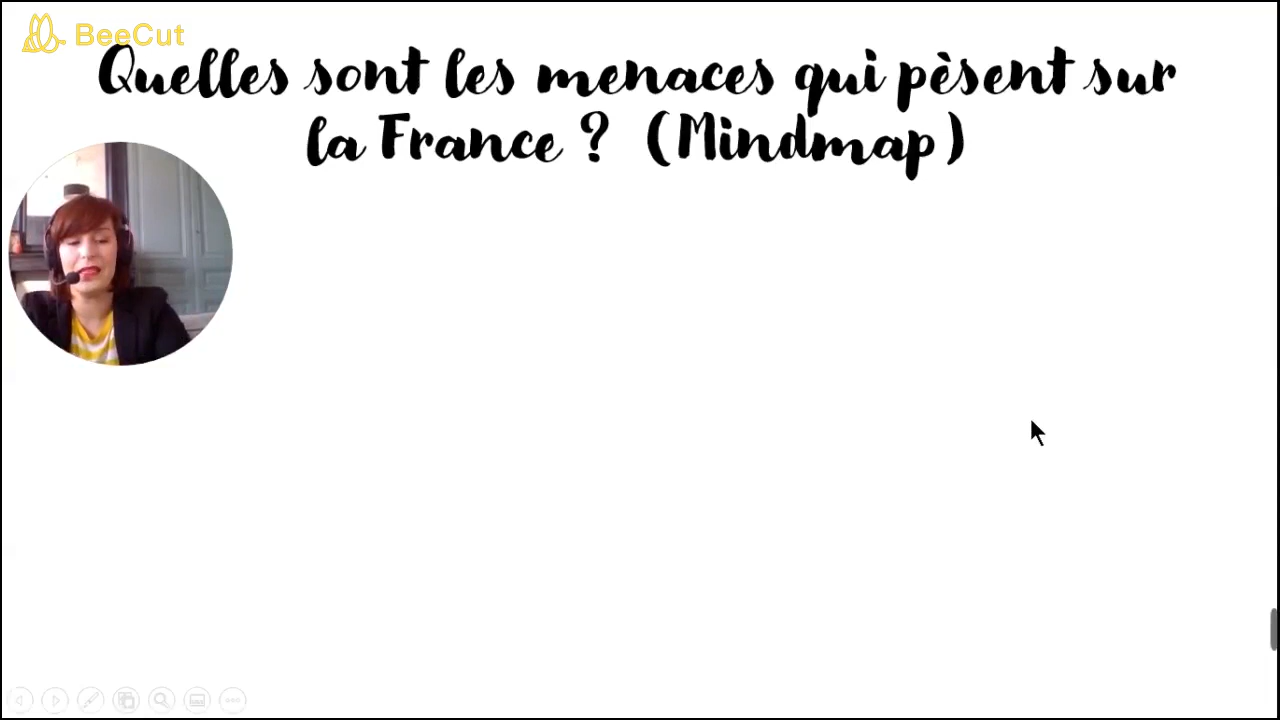 BeeCut
Quelles sont les menaces qui pèsent sur
la France ? (Mindmap)